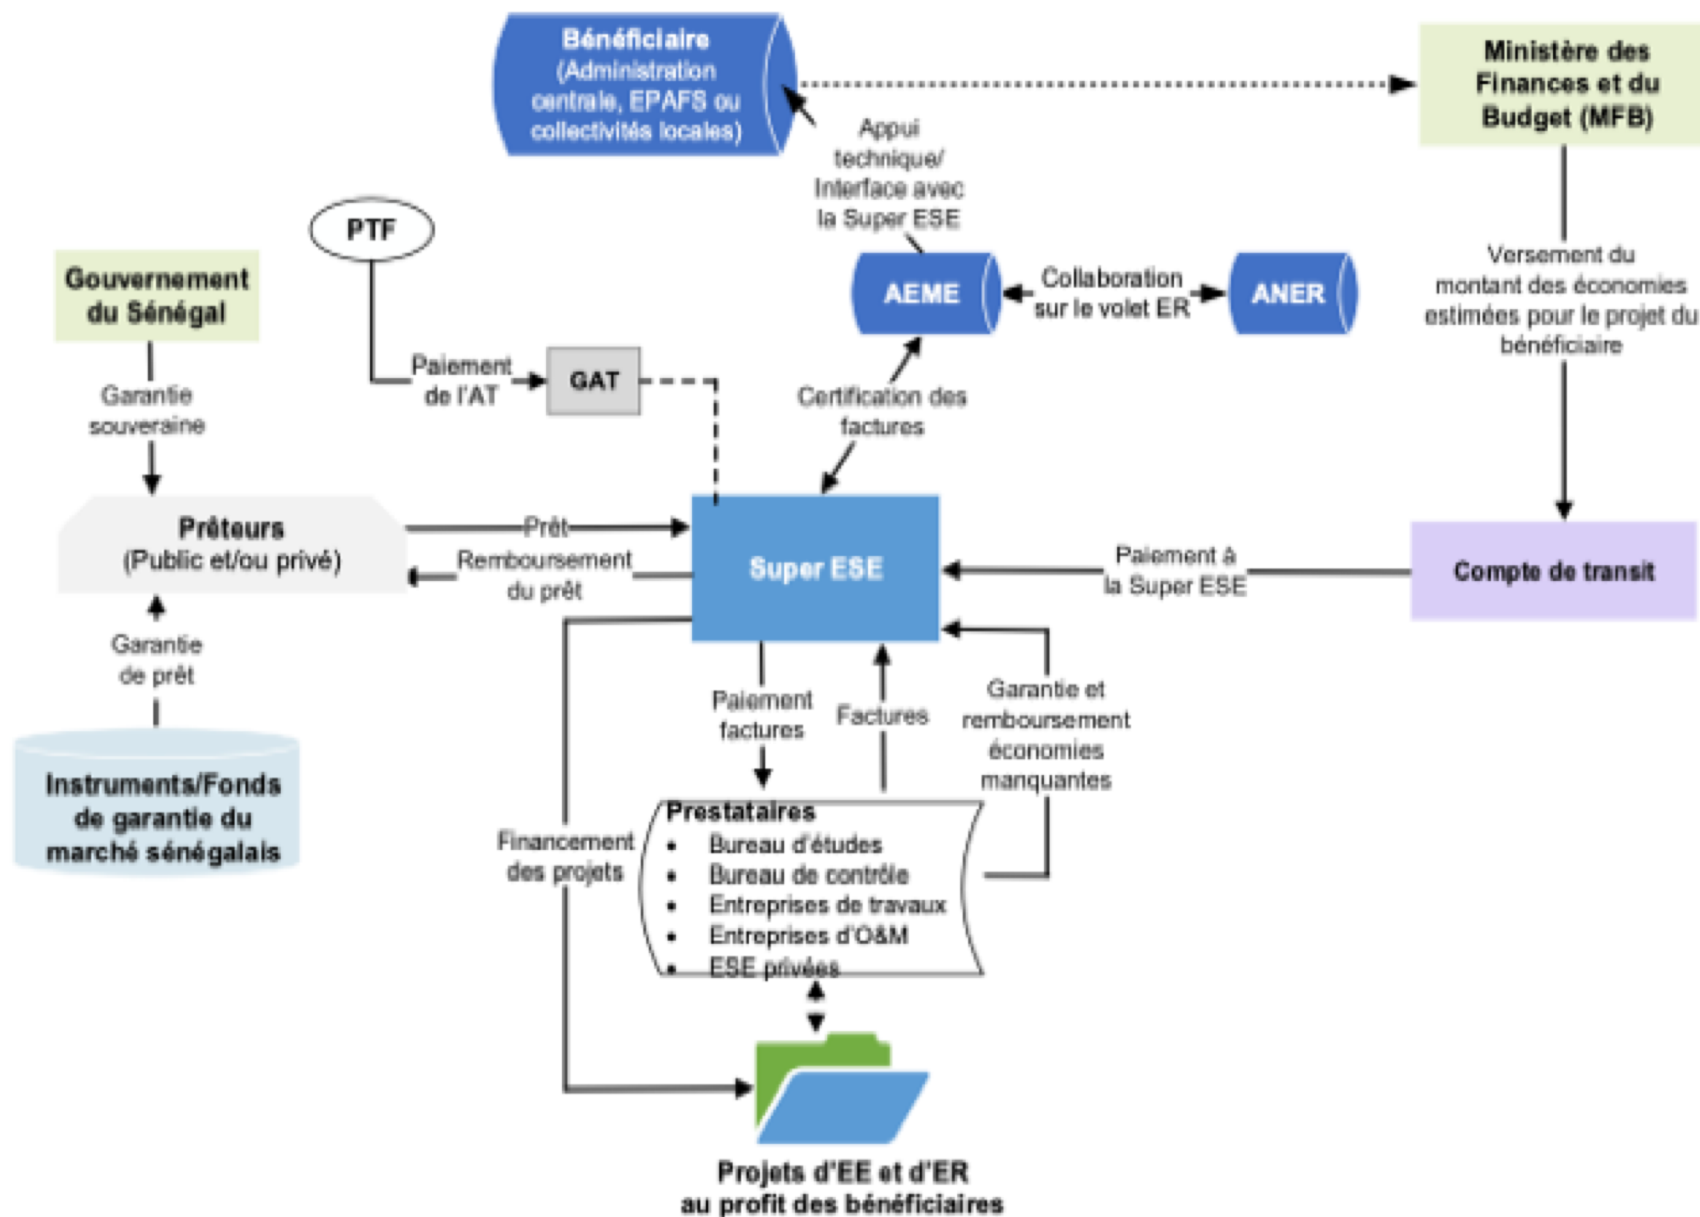 Bénéficiaire
(Administration
centrale, EPAFS ou
collectivités locales)
Ministère des
Finances et du
Budget (MFB)
Appui
technique/
Interface avec
la Super ESE
PTF
Gouvernement
du Sénégal
AEME
Collaboration
sur le volet ER
ANER
Versement du
montant des économies
estimées pour le projet du
bénéficiaire
Paiement
de l'AT
GAT
Garantie
souveraine
Certification des
factures
Prêteurs
(Public et/ou privé)
Prêt
Remboursement
du prêt
Super ESE
Paiement à
la Super ESE
Compte de transit
Garantie
de prêt
Paiement
factures
Factures
Garantie et
remboursement
économies
manquantes
Instruments/Fonds
de garantie du
marché sénégalais
Financement
des projets
Prestataires
• Bureau d'études
• Bureau de contrôle
• Entreprises de travaux
• Entreprises d'O&M
• ESE privées
Projets d'EE et d'ER
au profit des bénéficiaires